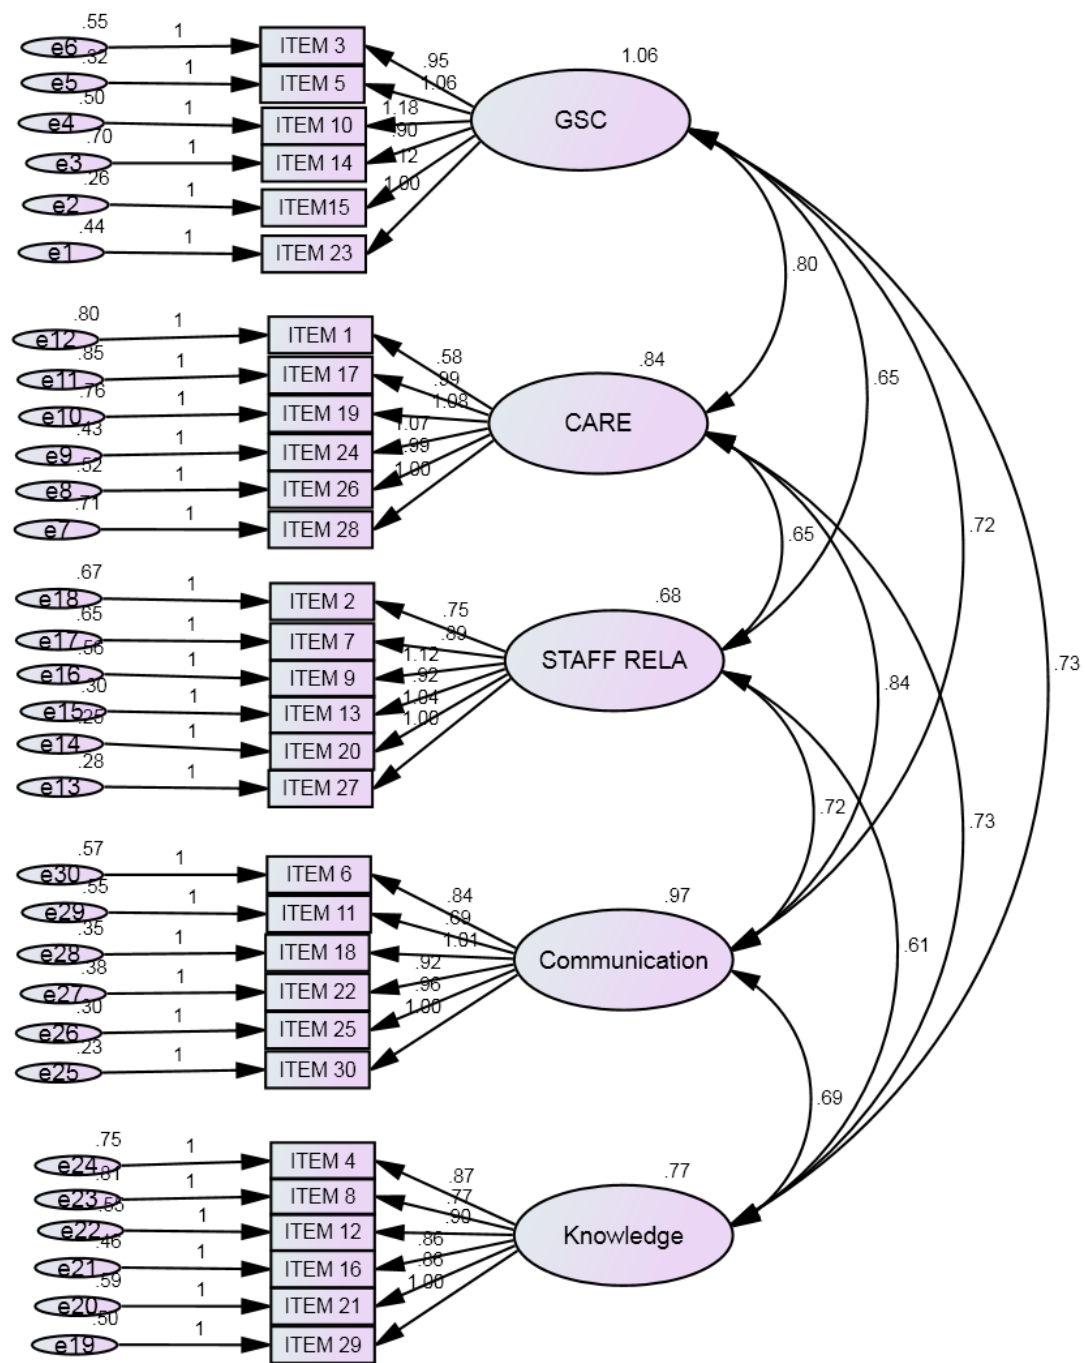 .55
e6
1
ITEM 3
.95
1.06
.32
e5
1
ITEM 5
1.06
GSC
.50
e4
1
ITEM 10
1.18
.70
e3
1
ITEM 14
.90
.26
e2
1
ITEM15
.12
.44
e1
1
ITEM 23
1.00
.80
.65
.72
.73
.80
e12
1
ITEM 1
.58
.84
.85
e11
1
ITEM 17
.99
CARE
.76
e10
1
ITEM 19
1.08
.43
e9
1
ITEM 24
1.07
.52
e8
1
ITEM 26
.99
.71
e7
1
ITEM 28
1.00
.65
.84
.73
.67
e18
1
ITEM 2
.75
.68
.65
e17
1
ITEM 7
.89
STAFF RELA
.56
e16
1
ITEM 9
1.12
.30
e15
1
ITEM 13
.92
.25
e14
1
ITEM 20
1.04
.28
e13
1
ITEM 27
1.00
.72
.61
.57
e30
1
ITEM 6
.84
.97
.55
e29
1
ITEM 11
.69
.35
e28
1
ITEM 18
1.01
Communication
.38
e27
1
ITEM 22
.92
.30
e26
1
ITEM 25
.96
.23
e25
1
ITEM 30
1.00
.69
.75
e24
1
ITEM 4
.87
.77
.81
e23
1
ITEM 8
.77
.55
e22
1
ITEM 12
.90
Knowledge
.46
e21
1
ITEM 16
.86
.59
e20
1
ITEM 21
.86
.50
e19
1
ITEM 29
1.00